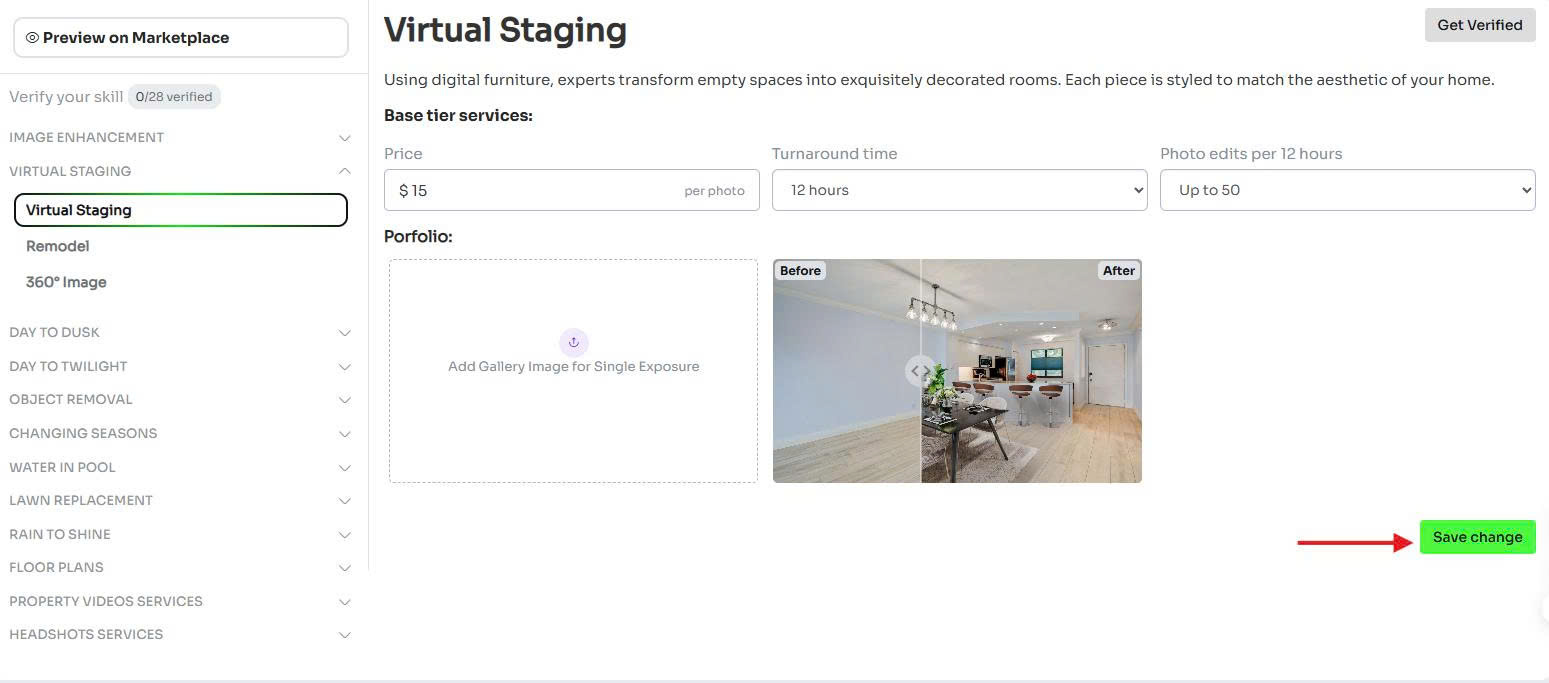 Preview on Marketplace
Verify your skill 0/28 verified
IMAGE ENHANCEMENT
VIRTUAL STAGING
Virtual Staging
Remodel
360° Image
DAY TO DUSK
DAY TO TWILIGHT
OBJECT REMOVAL
CHANGING SEASONS
WATER IN POOL
LAWN REPLACEMENT
RAIN TO SHINE
FLOOR PLANS
PROPERTY VIDEOS SERVICES
HEADSHOTS SERVICES
Virtual Staging
Get Verified
Using digital furniture, experts transform empty spaces into exquisitely decorated rooms. Each piece is styled to match the aesthetic of your home.
Base tier services:
Price
Turnaround time
Photo edits per 12 hours
$ 15 per photo
12 hours
Up to 50
Porfolio:
Add Gallery Image for Single Exposure
Before
After
Save change